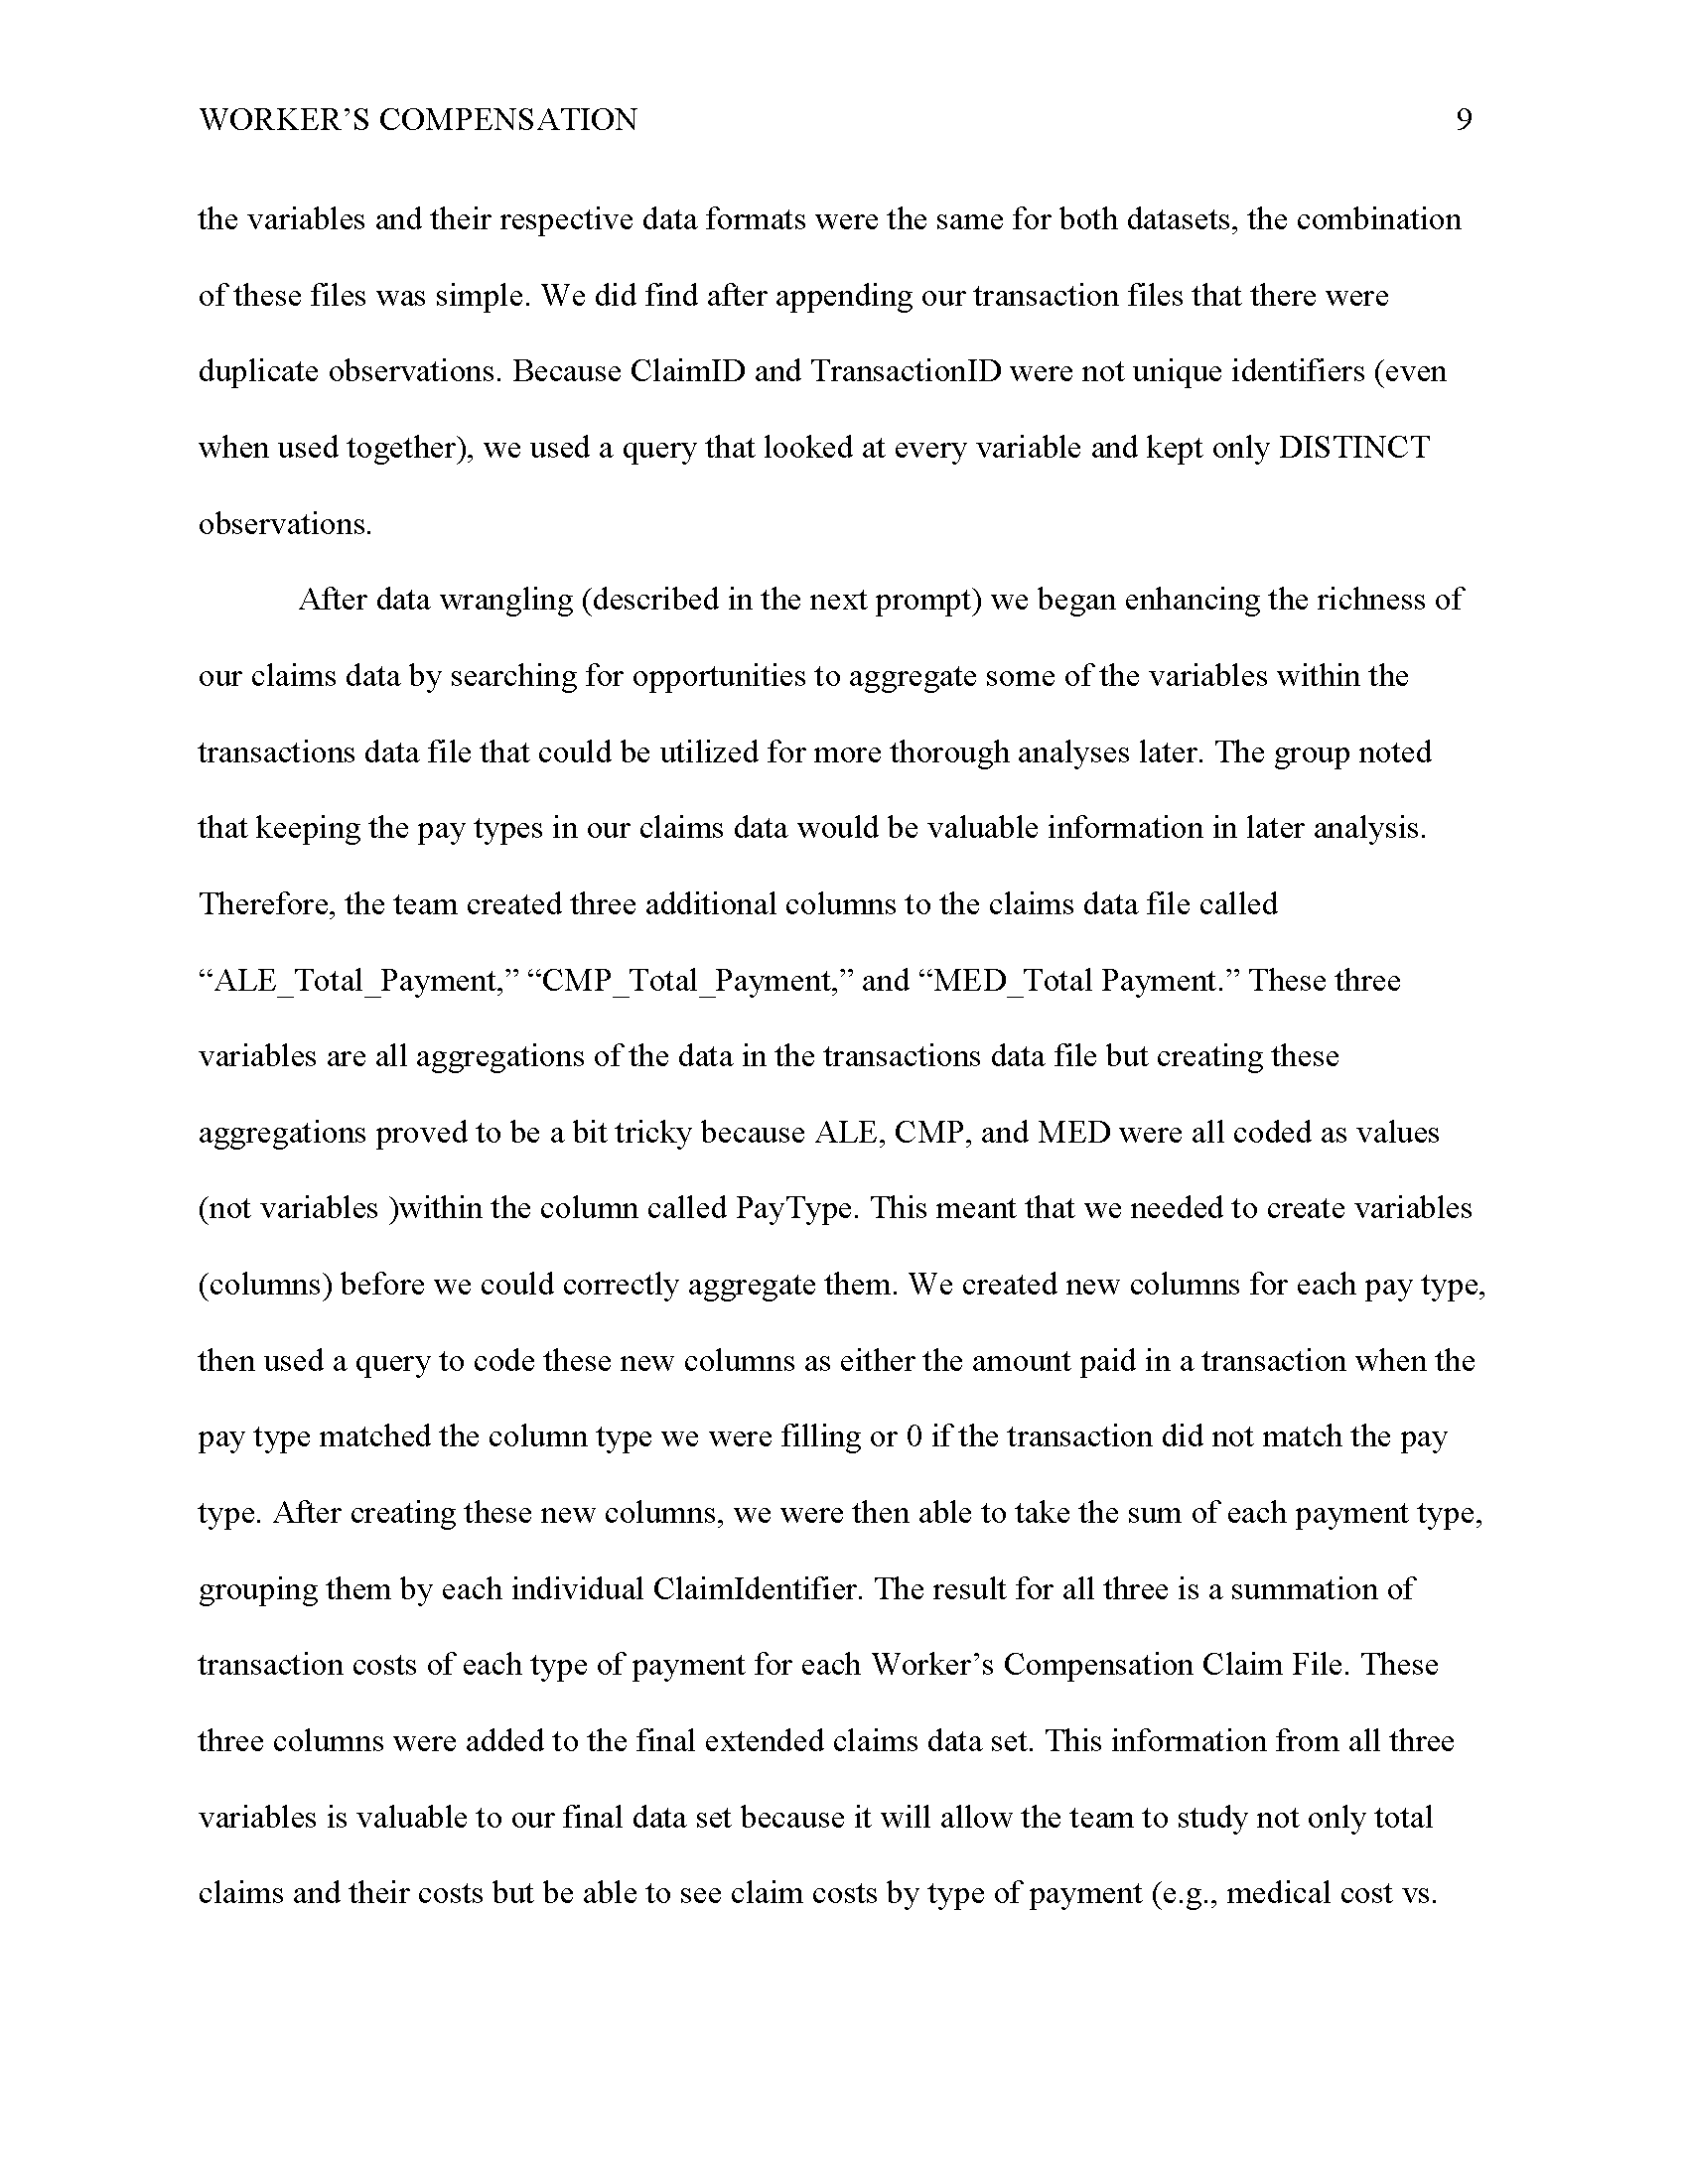 WORKER’S COMPENSATION 9
the variables and their respective data formats were the same for both datasets, the combination
of these files was simple. We did find after appending our transaction files that there were
duplicate observations. Because ClaimID and TransactionID were not unique identifiers (even
when used together), we used a query that looked at every variable and kept only DISTINCT
observations.
After data wrangling (described in the next prompt) we began enhancing the richness of
our claims data by searching for opportunities to aggregate some of the variables within the
transactions data file that could be utilized for more thorough analyses later. The group noted
that keeping the pay types in our claims data would be valuable information in later analysis.
Therefore, the team created three additional columns to the claims data file called
“ALE_Total_Payment,” “CMP_Total_Payment,” and “MED_Total Payment.” These three
variables are all aggregations of the data in the transactions data file but creating these
aggregations proved to be a bit tricky because ALE, CMP, and MED were all coded as values
(not variables )within the column called PayType. This meant that we needed to create variables
(columns) before we could correctly aggregate them. We created new columns for each pay type,
then used a query to code these new columns as either the amount paid in a transaction when the
pay type matched the column type we were filling or 0 if the transaction did not match the pay
type. After creating these new columns, we were then able to take the sum of each payment type,
grouping them by each individual ClaimIdentifier. The result for all three is a summation of
transaction costs of each type of payment for each Worker’s Compensation Claim File. These
three columns were added to the final extended claims data set. This information from all three
variables is valuable to our final data set because it will allow the team to study not only total
claims and their costs but be able to see claim costs by type of payment (e.g., medical cost vs.